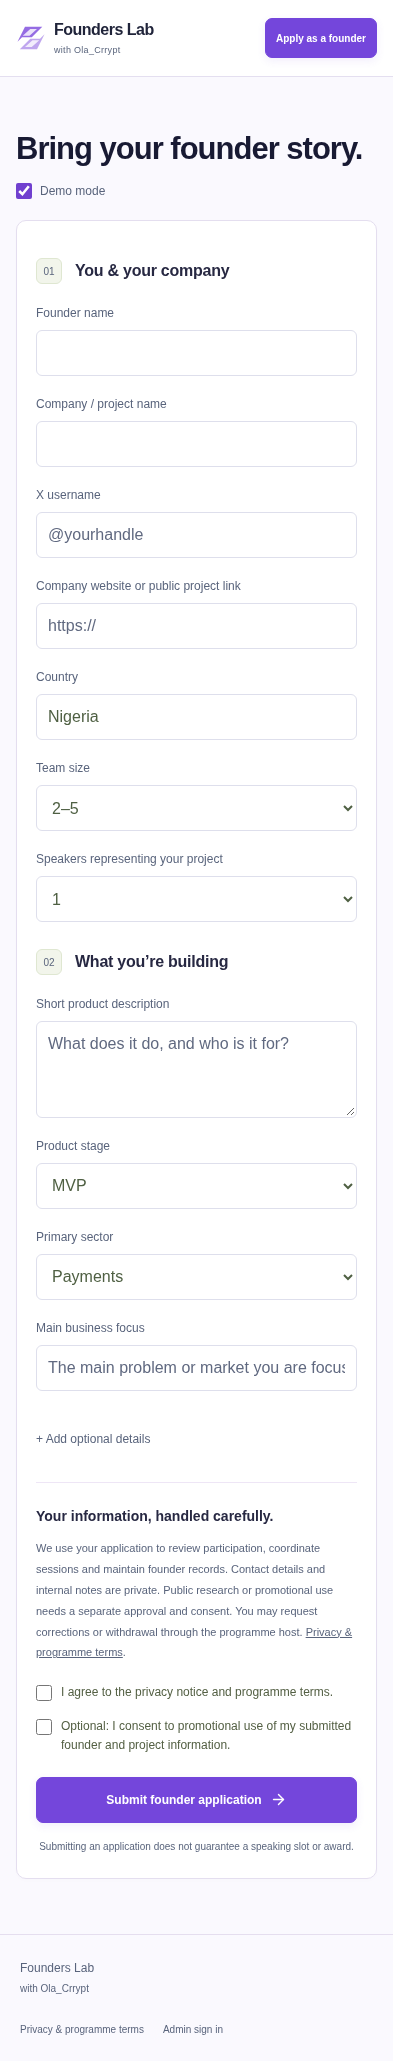 Founders Lab
with Ola_Crrypt
Apply as a founder
Bring your founder story.
Demo mode
01 You & your company
Founder name
Company / project name
X username
@yourhandle
Company website or public project link
https://
Country
Nigeria
Team size
2–5
Speakers representing your project
1
02 What you’re building
Short product description
What does it do, and who is it for?
Product stage
MVP
Primary sector
Payments
Main business focus
The main problem or market you are focus
+ Add optional details
Your information, handled carefully.
We use your application to review participation, coordinate
sessions and maintain founder records. Contact details and
internal notes are private. Public research or promotional use
needs a separate approval and consent. You may request
corrections or withdrawal through the programme host. Privacy &
programme terms.
I agree to the privacy notice and programme terms.
Optional: I consent to promotional use of my submitted
founder and project information.
Submit founder application →
Submitting an application does not guarantee a speaking slot or award.
Founders Lab
with Ola_Crrypt
Privacy & programme terms Admin sign in